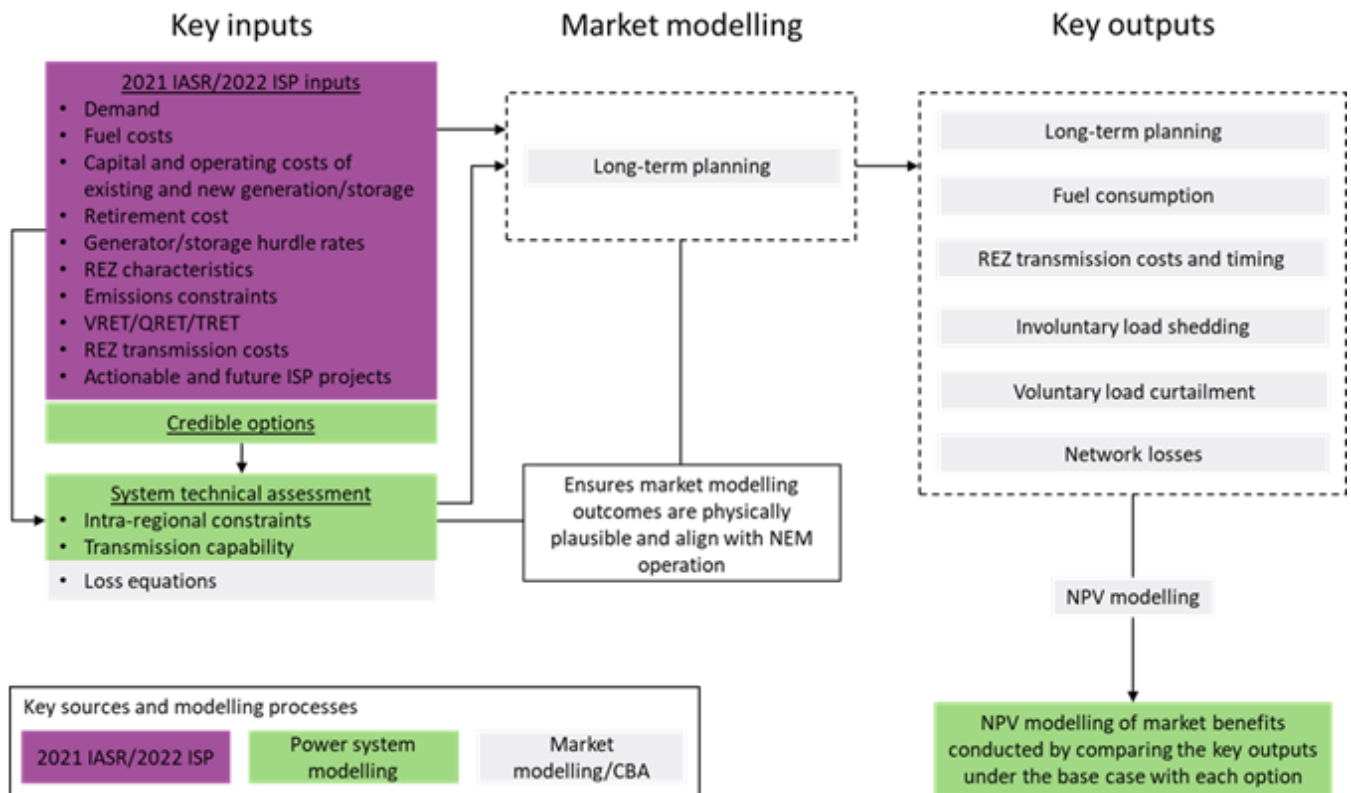 Key inputs
Market modelling
Key outputs
2021 IASR/2022 ISP inputs
• Demand
• Fuel costs
• Capital and operating costs of
existing and new generation/storage
• Retirement cost
• Generator/storage hurdle rates
• REZ characteristics
• Emissions constraints
• VRET/QRET/TRET
• REZ transmission costs
• Actionable and future ISP projects
Credible options
System technical assessment
• Intra-regional constraints
• Transmission capability
• Loss equations
Long-term planning
Ensures market modelling
outcomes are physically
plausible and align with NEM
operation
Long-term planning
Fuel consumption
REZ transmission costs and timing
Involuntary load shedding
Voluntary load curtailment
Network losses
NPV modelling
NPV modelling of market benefits
conducted by comparing the key outputs
under the base case with each option
Key sources and modelling processes
2021 IASR/2022 ISP
Power system
modelling
Market
modelling/CBA